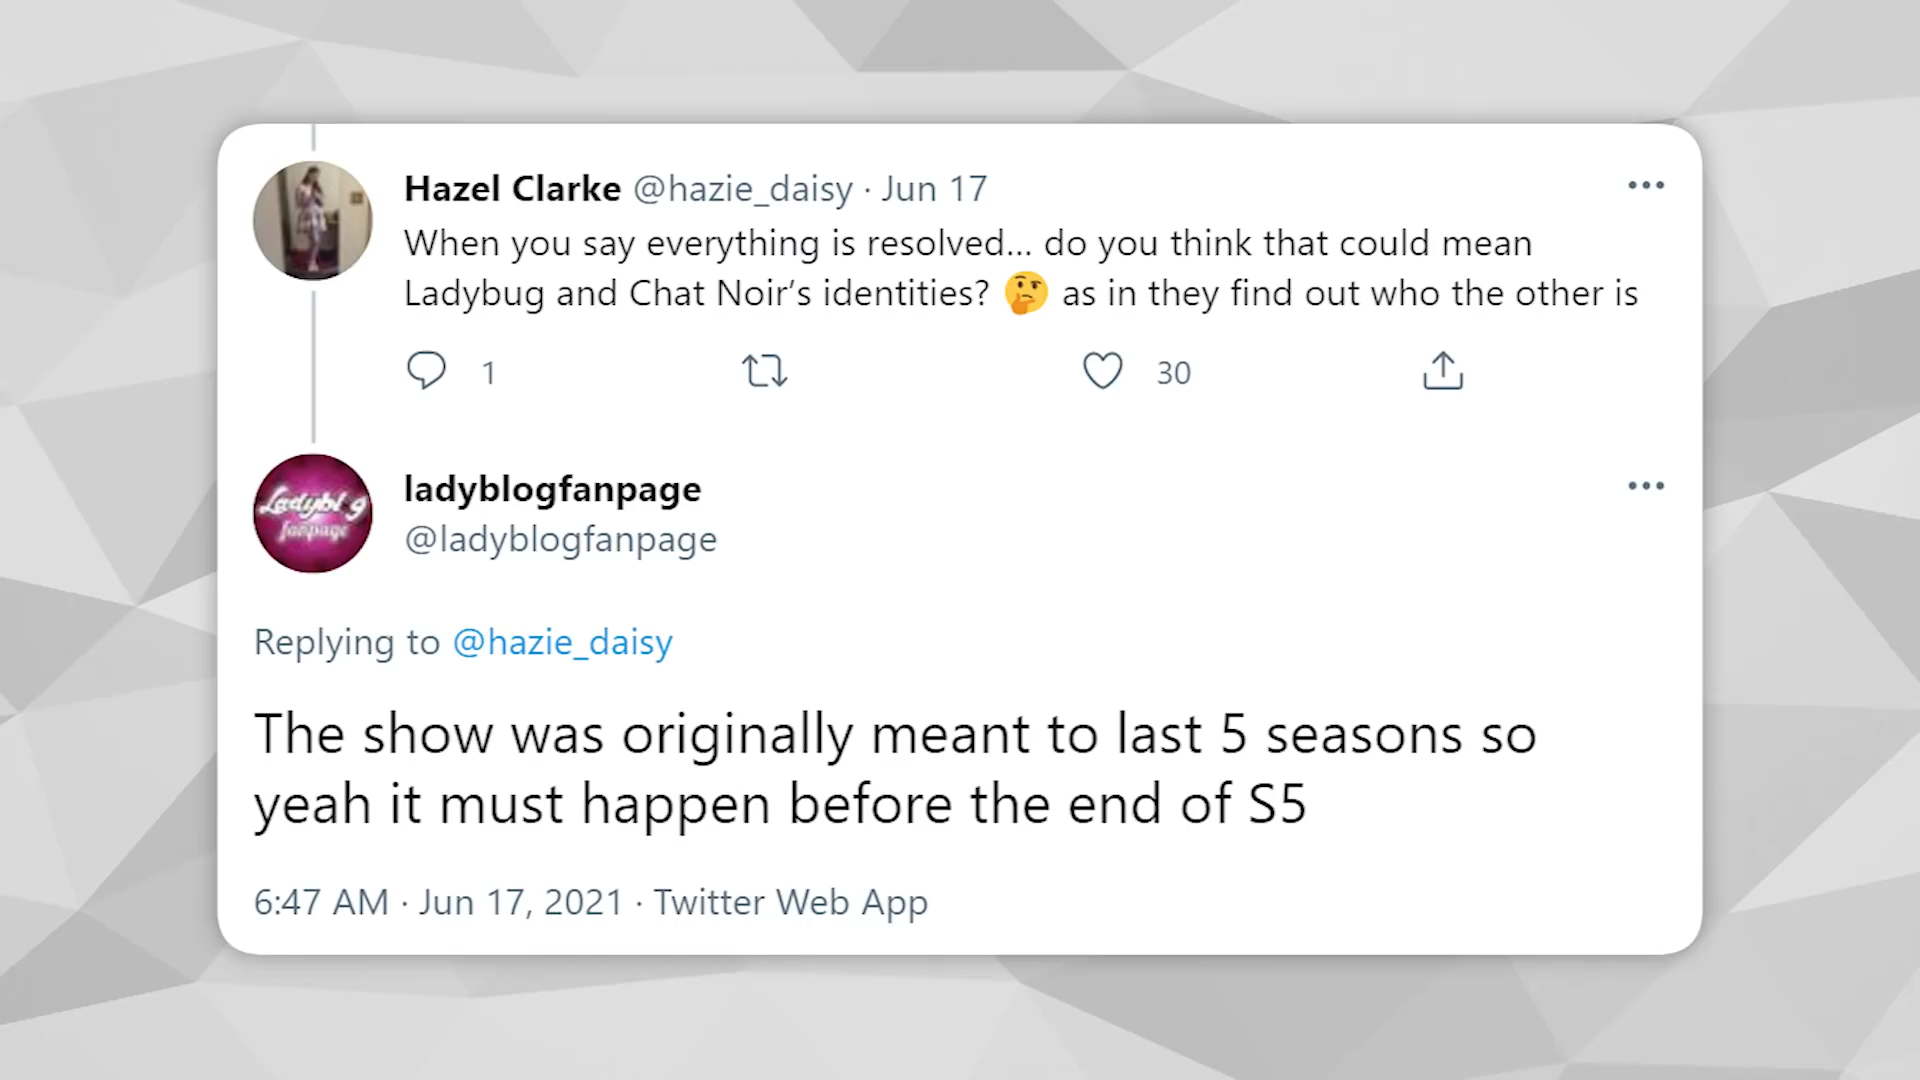 Hazel Clarke @hazie_daisy · Jun 17
When you say everything is resolved... do you think that could mean
Ladybug and Chat Noir's identities? 🤔 as in they find out who the other is
1 30
Ladyblog
fanpage
ladyblogfanpage
@ladyblogfanpage
Replying to @hazie_daisy
The show was originally meant to last 5 seasons so
yeah it must happen before the end of S5
6:47 AM · Jun 17, 2021 · Twitter Web App